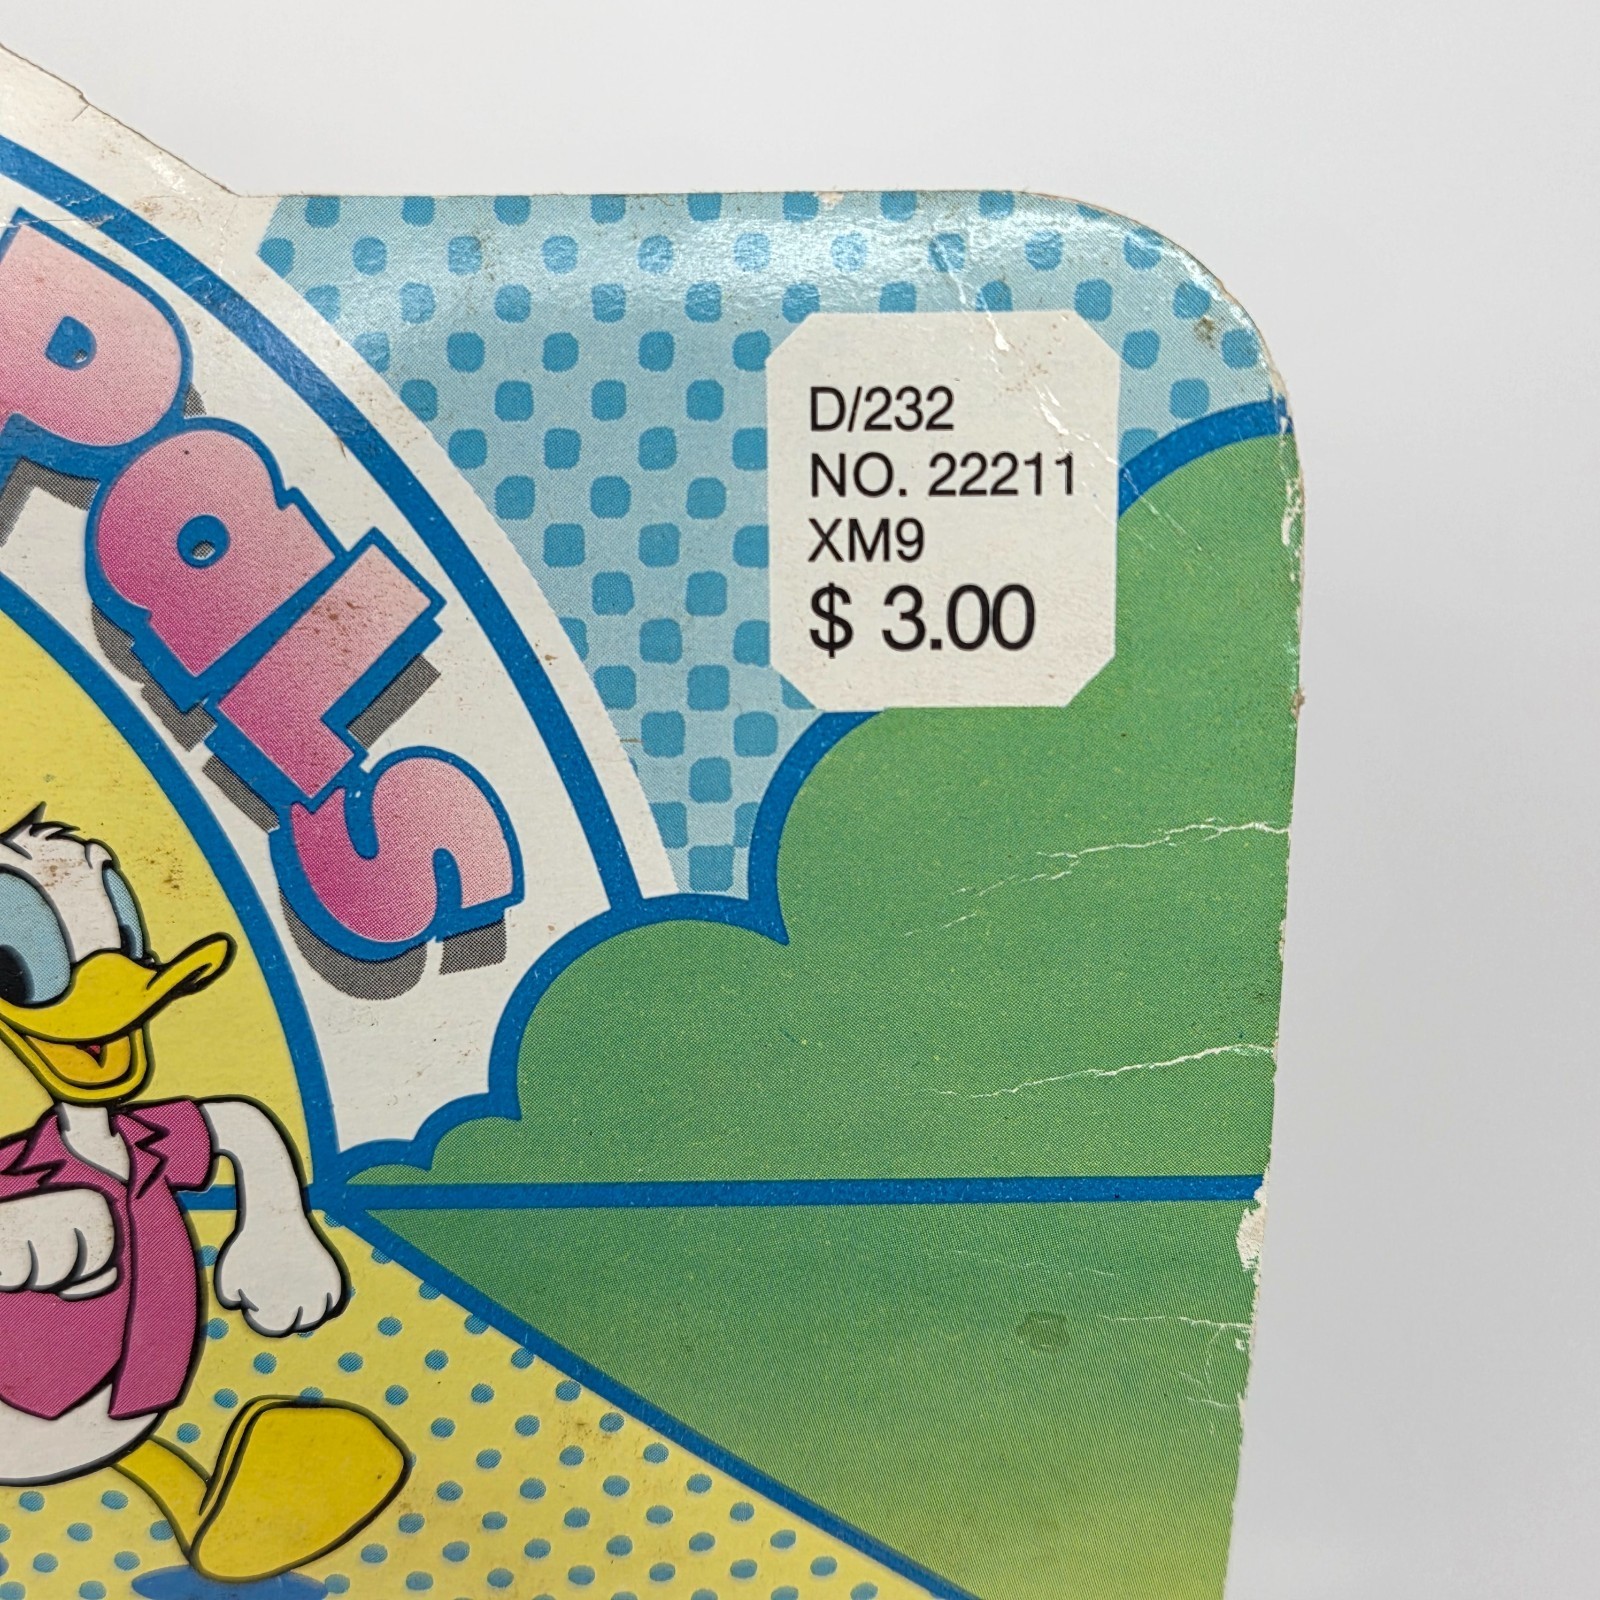 Pals
D/232
NO. 22211
XM9
$ 3.00